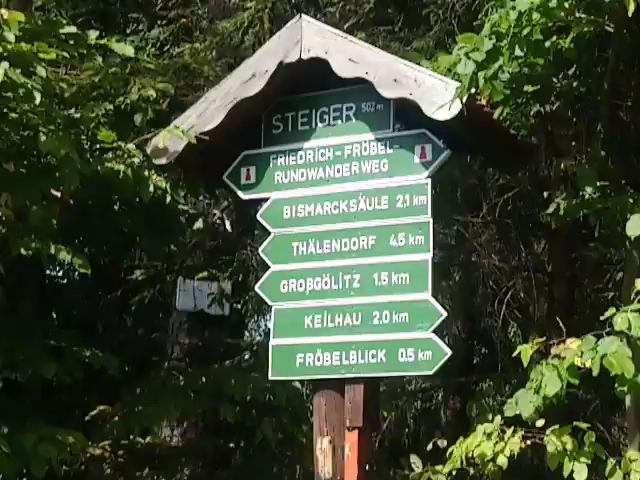 STEIGER 502 m
FRIEDRICH-FRÖBEL-
RUNDWANDERWEG
BISMARCKSÄULE 2,1 km
THÄLENDORF 4.5 km
GROẞGÖLITZ 1.5 km
KEILHAU 2.0 km
FRÖBELBLICK 0.5 km